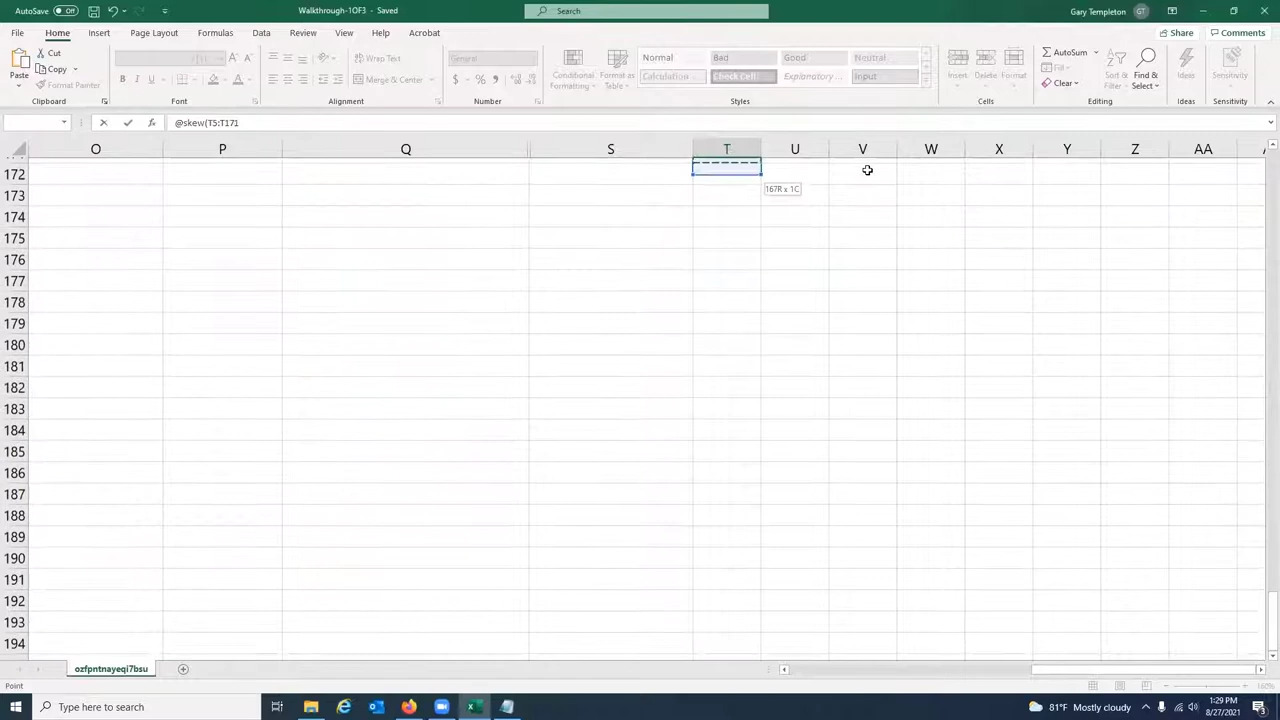 AutoSave Off Walkthrough-1OF3 - Saved Search Gary Templeton GT
File Home Insert Page Layout Formulas Data Review View Help Acrobat Share Comments
Paste Cut Copy Format Painter Clipboard
B I U Font
Wrap Text Merge & Center Alignment
General $ % Number
Conditional Formatting Format as Table
Normal Bad Good Neutral
Calculation Check Cell Explanatory ... Input
Styles
Insert Delete Format Cells
AutoSum Fill Clear Sort & Filter Find & Select Editing
Ideas Ideas
Sensitivity Sensitivity
@skew(T5:T171
O P Q S T U V W X Y Z AA
172
167R x 1C
173
174
175
176
177
178
179
180
181
182
183
184
185
186
187
188
189
190
191
192
193
194
ozfpntnayeqi7bsu
Point 160%
Type here to search 81°F Mostly cloudy 1:29 PM
8/27/2021